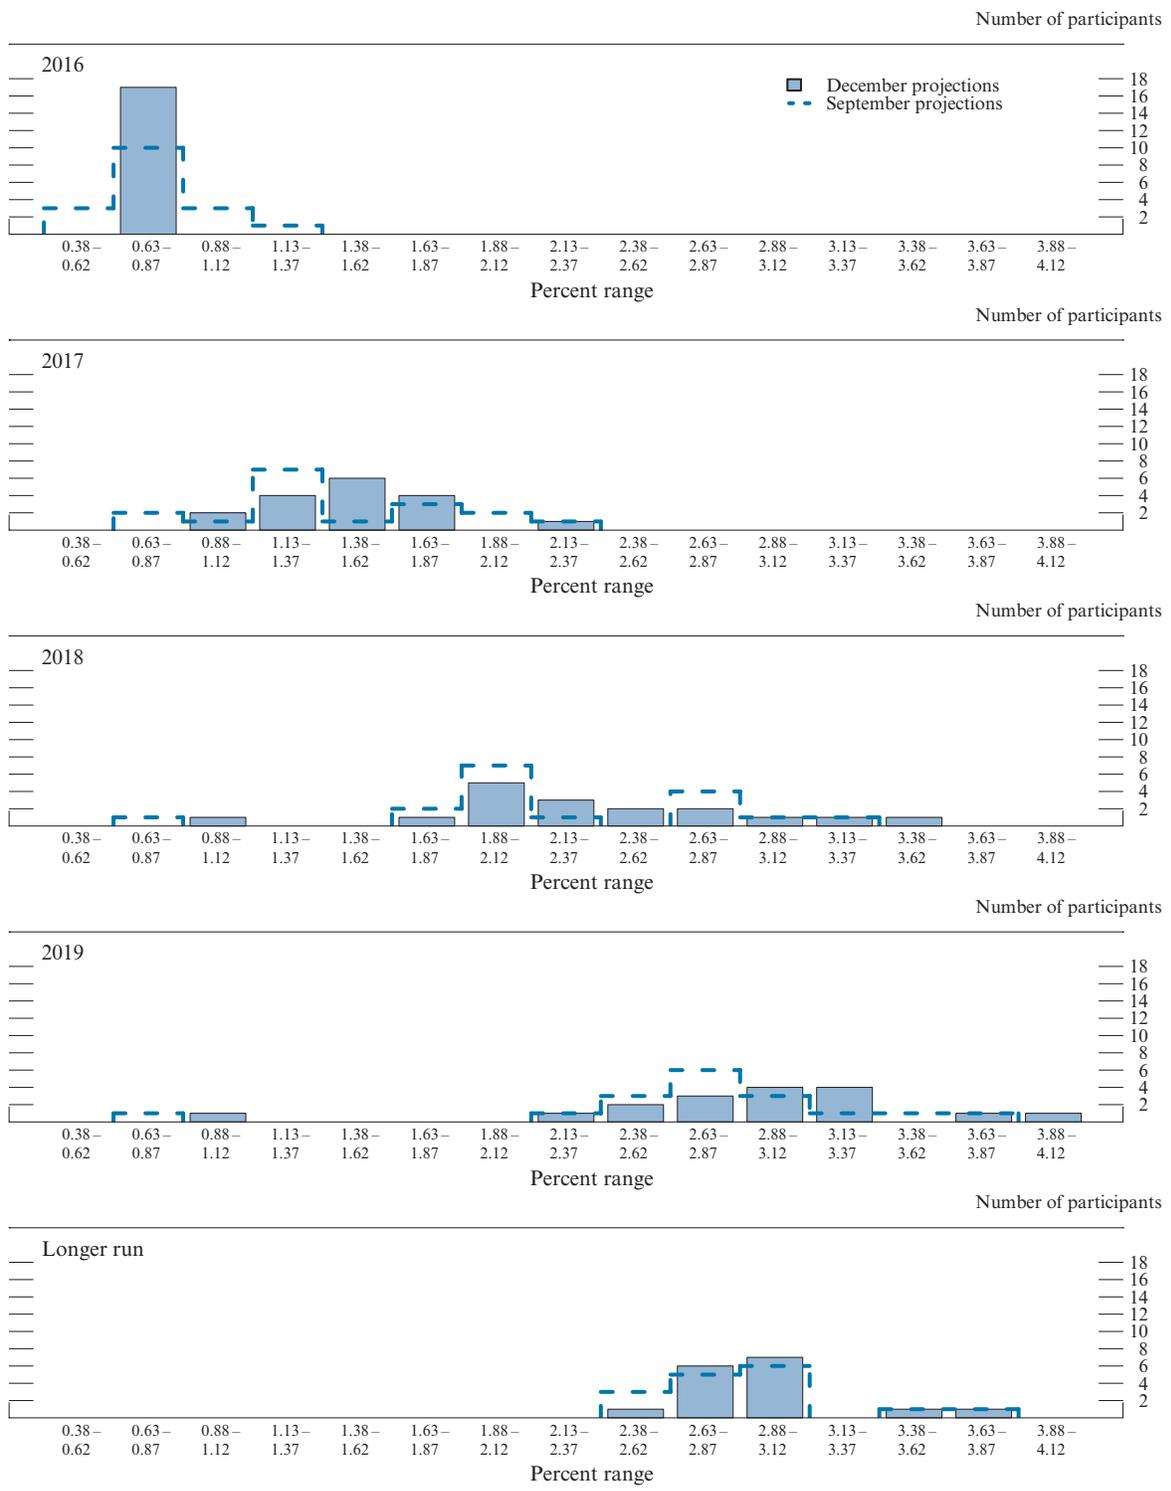 Number of participants
2016
December projections
September projections
18
16
14
12
10
8
6
4
2
0.38– 0.63– 0.88– 1.13– 1.38– 1.63– 1.88– 2.13– 2.38– 2.63– 2.88– 3.13– 3.38– 3.63– 3.88–
0.62 0.87 1.12 1.37 1.62 1.87 2.12 2.37 2.62 2.87 3.12 3.37 3.62 3.87 4.12
Percent range
Number of participants
2017
18
16
14
12
10
8
6
4
2
0.38– 0.63– 0.88– 1.13– 1.38– 1.63– 1.88– 2.13– 2.38– 2.63– 2.88– 3.13– 3.38– 3.63– 3.88–
0.62 0.87 1.12 1.37 1.62 1.87 2.12 2.37 2.62 2.87 3.12 3.37 3.62 3.87 4.12
Percent range
Number of participants
2018
18
16
14
12
10
8
6
4
2
0.38– 0.63– 0.88– 1.13– 1.38– 1.63– 1.88– 2.13– 2.38– 2.63– 2.88– 3.13– 3.38– 3.63– 3.88–
0.62 0.87 1.12 1.37 1.62 1.87 2.12 2.37 2.62 2.87 3.12 3.37 3.62 3.87 4.12
Percent range
Number of participants
2019
18
16
14
12
10
8
6
4
2
0.38– 0.63– 0.88– 1.13– 1.38– 1.63– 1.88– 2.13– 2.38– 2.63– 2.88– 3.13– 3.38– 3.63– 3.88–
0.62 0.87 1.12 1.37 1.62 1.87 2.12 2.37 2.62 2.87 3.12 3.37 3.62 3.87 4.12
Percent range
Number of participants
Longer run
18
16
14
12
10
8
6
4
2
0.38– 0.63– 0.88– 1.13– 1.38– 1.63– 1.88– 2.13– 2.38– 2.63– 2.88– 3.13– 3.38– 3.63– 3.88–
0.62 0.87 1.12 1.37 1.62 1.87 2.12 2.37 2.62 2.87 3.12 3.37 3.62 3.87 4.12
Percent range